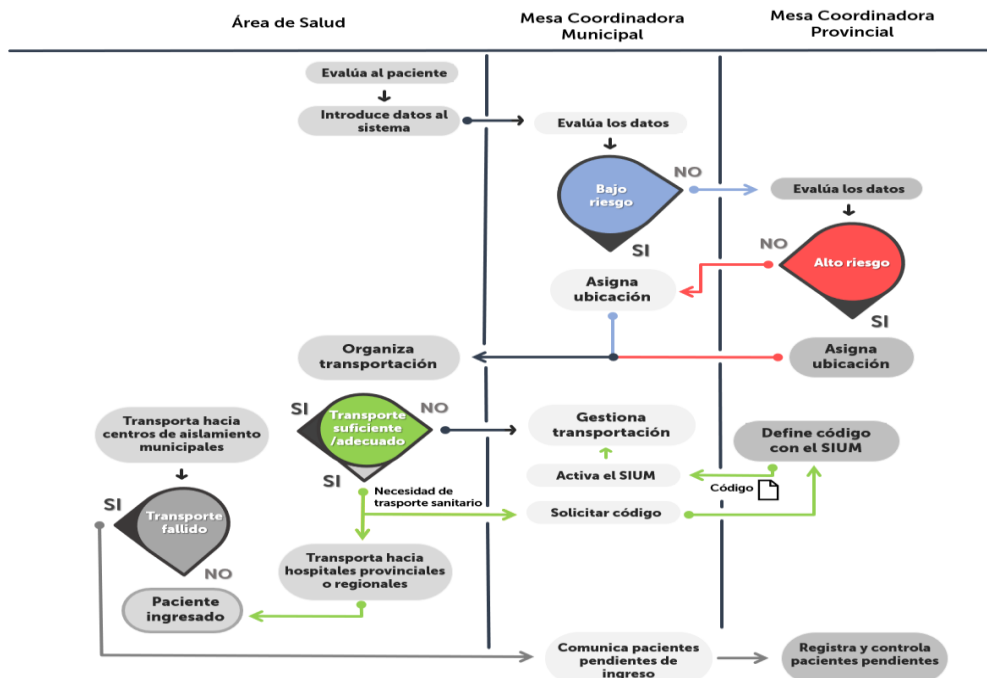 Área de Salud
Mesa Coordinadora
Municipal
Mesa Coordinadora
Provincial
Evalúa al paciente
Introduce datos al
sistema
Evalúa los datos
Bajo
riesgo
NO
SI
Evalúa los datos
NO
Alto riesgo
SI
Asigna
ubicación
Asigna
ubicación
Organiza
transportación
SI
Transporte
suficiente
/adecuado
NO
SI
Gestiona
transportación
Define código
con el SIUM
Activa el SIUM
Código
Necesidad de
trasporte sanitario
Solicitar código
Transporta hacia
centros de aislamiento
municipales
SI
Transporte
fallido
NO
Transporta hacia
hospitales provinciales
o regionales
Paciente
ingresado
Comunica pacientes
pendientes de
ingreso
Registra y controla
pacientes pendientes